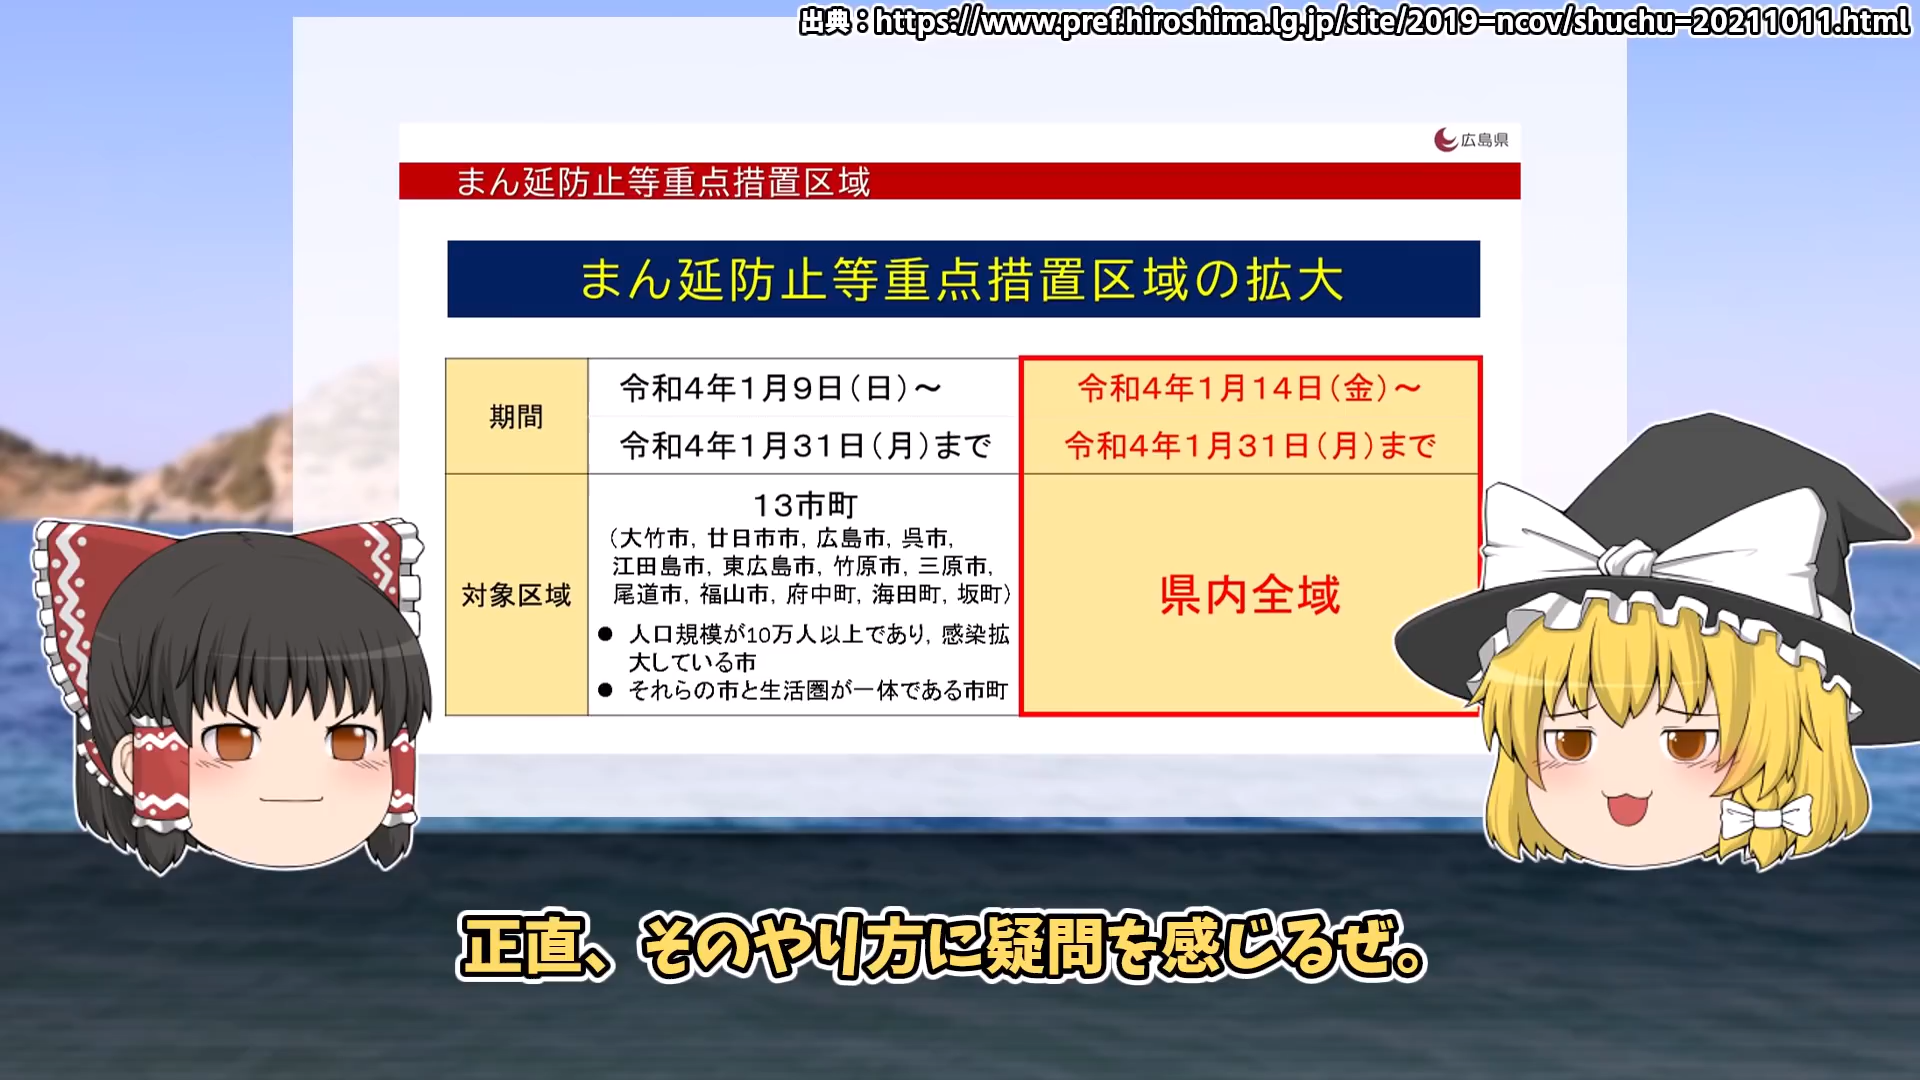 出典：https://www.pref.hiroshima.lg.jp/site/2019-ncov/shuchu-20211011.html
広島県
まん延防止等重点措置区域
まん延防止等重点措置区域の拡大
期間
令和4年1月9日（日）～
令和4年1月31日（月）まで
令和4年1月14日（金）～
令和4年1月31日（月）まで
対象区域
13市町
（大竹市，廿日市市，広島市，呉市，
江田島市，東広島市，竹原市，三原市，
尾道市，福山市，府中町，海田町，坂町）
● 人口規模が10万人以上であり，感染拡
大している市
● それらの市と生活圏が一体である市町
県内全域
正直、そのやり方に疑問を感じるぜ。